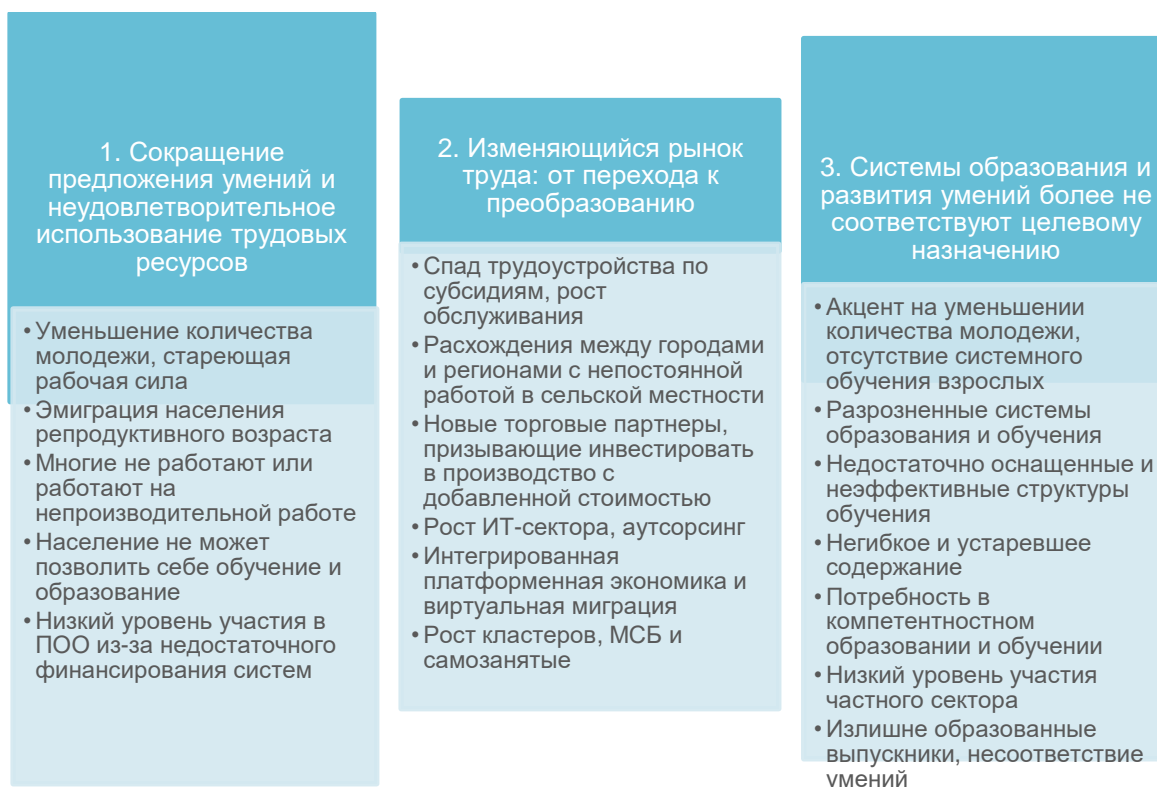 1. Сокращение
предложения умений и
неудовлетворительное
использование трудовых
ресурсов
• Уменьшение количества
молодежи, стареющая
рабочая сила
• Эмиграция населения
репродуктивного возраста
• Многие не работают или
работают на
непроизводительной работе
• Население не может
позволить себе обучение и
образование
• Низкий уровень участия в
ПОО из-за недостаточного
финансирования систем
2. Изменяющийся рынок
труда: от перехода к
преобразованию
• Спад трудоустройства по
субсидиям, рост
обслуживания
• Расхождения между городами
и регионами с непостоянной
работой в сельской местности
• Новые торговые партнеры,
призывающие инвестировать
в производство с
добавленной стоимостью
• Рост ИТ-сектора, аутсорсинг
• Интегрированная
платформенная экономика и
виртуальная миграция
• Рост кластеров, МСБ и
самозанятые
3. Системы образования и
развития умений более не
соответствуют целевому
назначению
• Акцент на уменьшении
количества молодежи,
отсутствие системного
обучения взрослых
• Разрозненные системы
образования и обучения
• Недостаточно оснащенные и
неэффективные структуры
обучения
• Негибкое и устаревшее
содержание
• Потребность в
компетентностном
образовании и обучении
• Низкий уровень участия
частного сектора
• Излишне образованные
выпускники, несоответствие
умений